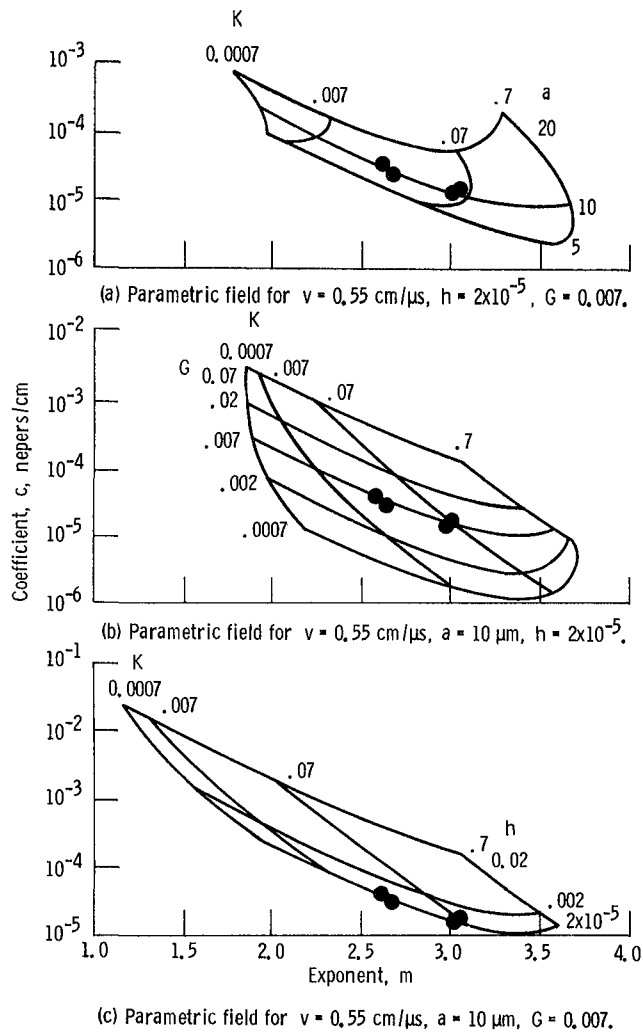 K
0.0007
10-3
.007
.7
a
20
10-4
.07
10-5
10
5
10-6
(a) Parametric field for v = 0.55 cm/μs, h = 2x10-5 , G = 0.007.
10-2
K
0.0007
G
0.07
.007
10-3
.02
.07
.7
.007
10-4
.002
10-5
.0007
10-6
Coefficient, c, nepers/cm
(b) Parametric field for v = 0.55 cm/μs, a = 10 μm, h = 2x10-5.
10-1
K
0.0007
.007
10-2
.07
10-3
h
.7
0.02
10-4
.002
2x10-5
10-5
1.0 1.5 2.0 2.5 3.0 3.5 4.0
Exponent, m
(c) Parametric field for v = 0.55 cm/μs, a = 10 μm, G = 0.007.